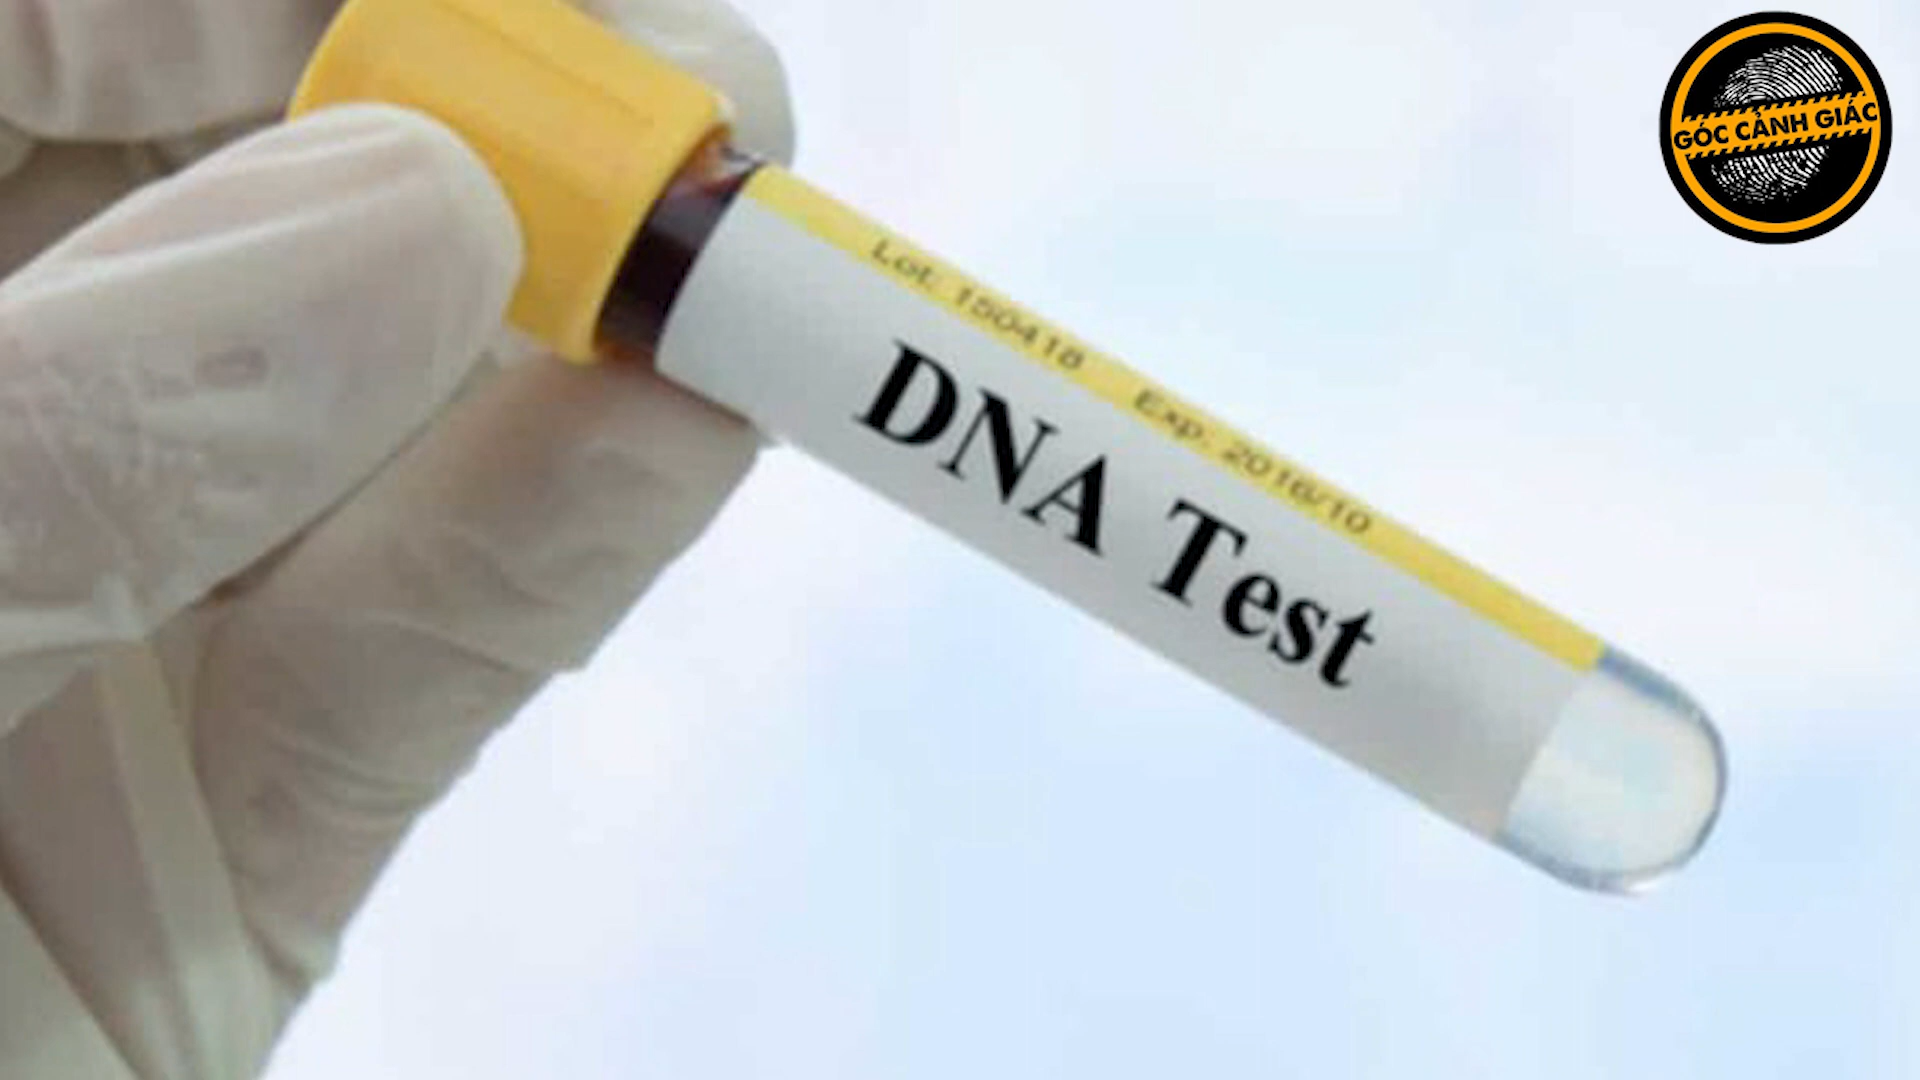 GÓC CẢNH GIÁC
Lot: 150418 Exp. 2016/10
DNA Test